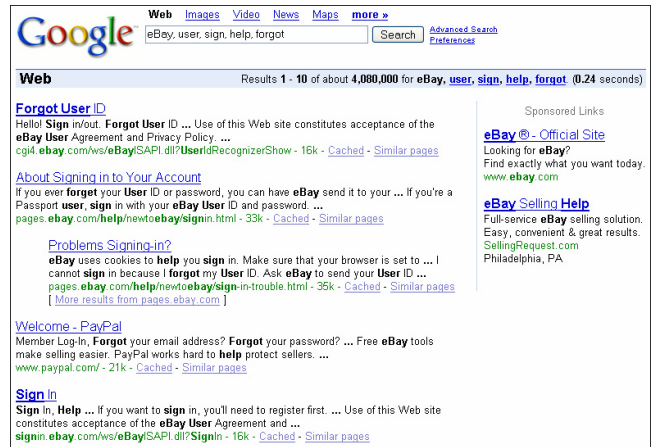 Google™
Web Images Video News Maps more »
eBay, user, sign, help, forgot
Search
Advanced Search
Preferences
Web
Results 1 - 10 of about 4,080,000 for eBay, user, sign, help, forgot. (0.24 seconds)
Forgot User ID
Hello! Sign in/out. Forgot User ID ... Use of this Web site constitutes acceptance of the
eBay User Agreement and Privacy Policy. ...
cgi4.ebay.com/ws/eBayISAPI.dll?UserIdRecognizerShow - 16k - Cached - Similar pages
About Signing in to Your Account
If you ever forget your User ID or password, you can have eBay send it to your ... If you're a
Passport user, sign in with your eBay User ID and password. ...
pages.ebay.com/help/newtoebay/signin.html - 33k - Cached - Similar pages
Problems Signing-in?
eBay uses cookies to help you sign in. Make sure that your browser is set to ... I
cannot sign in because I forgot my User ID. Ask eBay to send your User ID ...
pages.ebay.com/help/newtoebay/sign-in-trouble.html - 35k - Cached - Similar pages
[ More results from pages.ebay.com ]
Welcome - PayPal
Member Log-In, Forgot your email address? Forgot your password? ... Free eBay tools
make selling easier. PayPal works hard to help protect sellers. ...
www.paypal.com/ - 21k - Cached - Similar pages
Sign In
Sign In, Help ... If you want to sign in, you'll need to register first. ... Use of this Web site
constitutes acceptance of the eBay User Agreement and ...
signin.ebay.com/ws/eBayISAPI.dll?SignIn - 16k - Cached - Similar pages
Sponsored Links
eBay ® - Official Site
Looking for eBay?
Find exactly what you want today.
www.ebay.com
eBay Selling Help
Full-service eBay selling solution.
Easy, convenient & great results.
SellingRequest.com
Philadelphia, PA